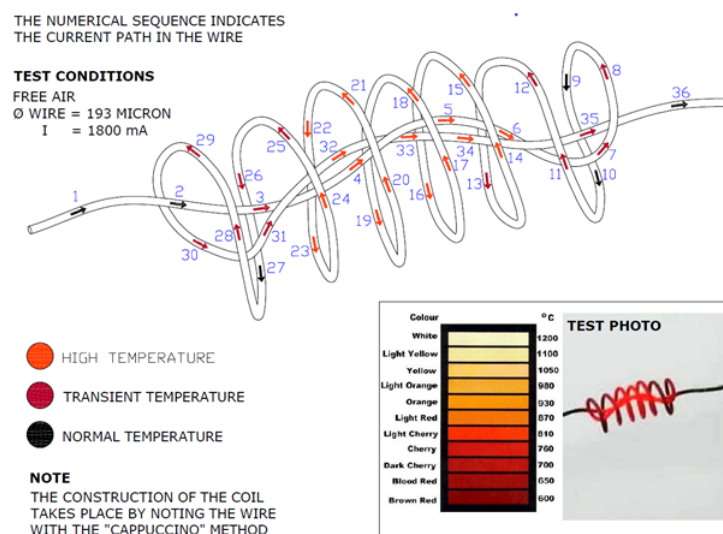 THE NUMERICAL SEQUENCE INDICATES
THE CURRENT PATH IN THE WIRE
TEST CONDITIONS
FREE AIR
Ø WIRE = 193 MICRON
I = 1800 mA
1
2
3
4
5
6
7
8
9
10
11
12
13
14
15
16
17
18
19
20
21
22
23
24
25
26
27
28
29
30
31
32
33
34
35
36
HIGH TEMPERATURE
TRANSIENT TEMPERATURE
NORMAL TEMPERATURE
NOTE
THE CONSTRUCTION OF THE COIL
TAKES PLACE BY NOTING THE WIRE
WITH THE "CAPPUCCINO" METHOD
Colour °C
White 1200
Light Yellow 1100
Yellow 1050
Light Orange 980
Orange 930
Light Red 870
Light Cherry 810
Cherry 760
Dark Cherry 700
Blood Red 650
Brown Red 600
TEST PHOTO